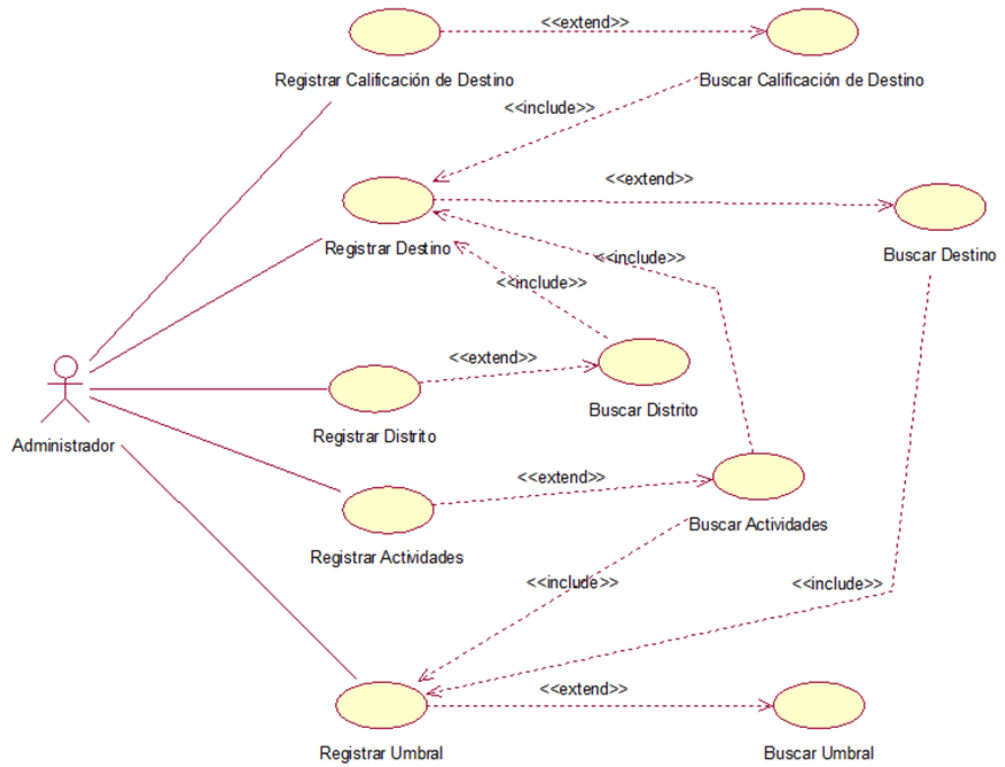 <<extend>>
Registrar Calificación de Destino
Buscar Calificación de Destino
<<include>>
<<extend>>
Registrar Destino
Buscar Destino
<<include>>
<<include>>
<<extend>>
Buscar Distrito
Registrar Distrito
Administrador
<<extend>>
Buscar Actividades
Registrar Actividades
<<include>>
<<include>>
<<extend>>
Registrar Umbral
Buscar Umbral